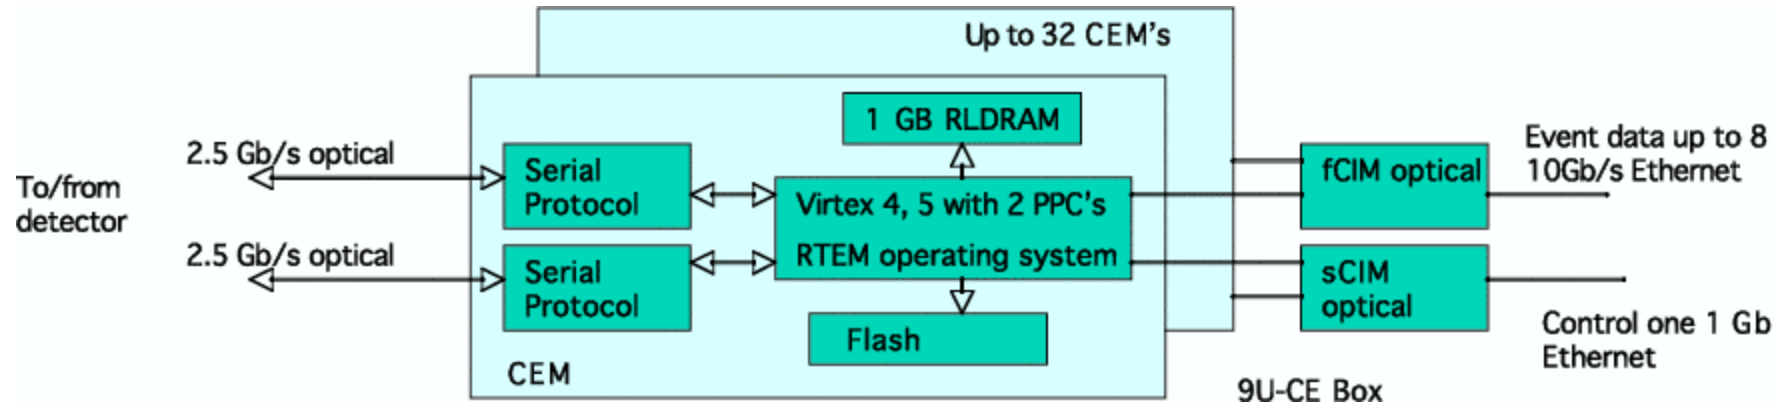 Up to 32 CEM's
1 GB RLDRAM
2.5 Gb/s optical
Serial
Protocol
To/from
detector
Virtex 4, 5 with 2 PPC's
RTEM operating system
fCIM optical
Event data up to 8
10Gb/s Ethernet
2.5 Gb/s optical
Serial
Protocol
sCIM
optical
Flash
Control one 1 Gb
Ethernet
CEM
9U-CE Box